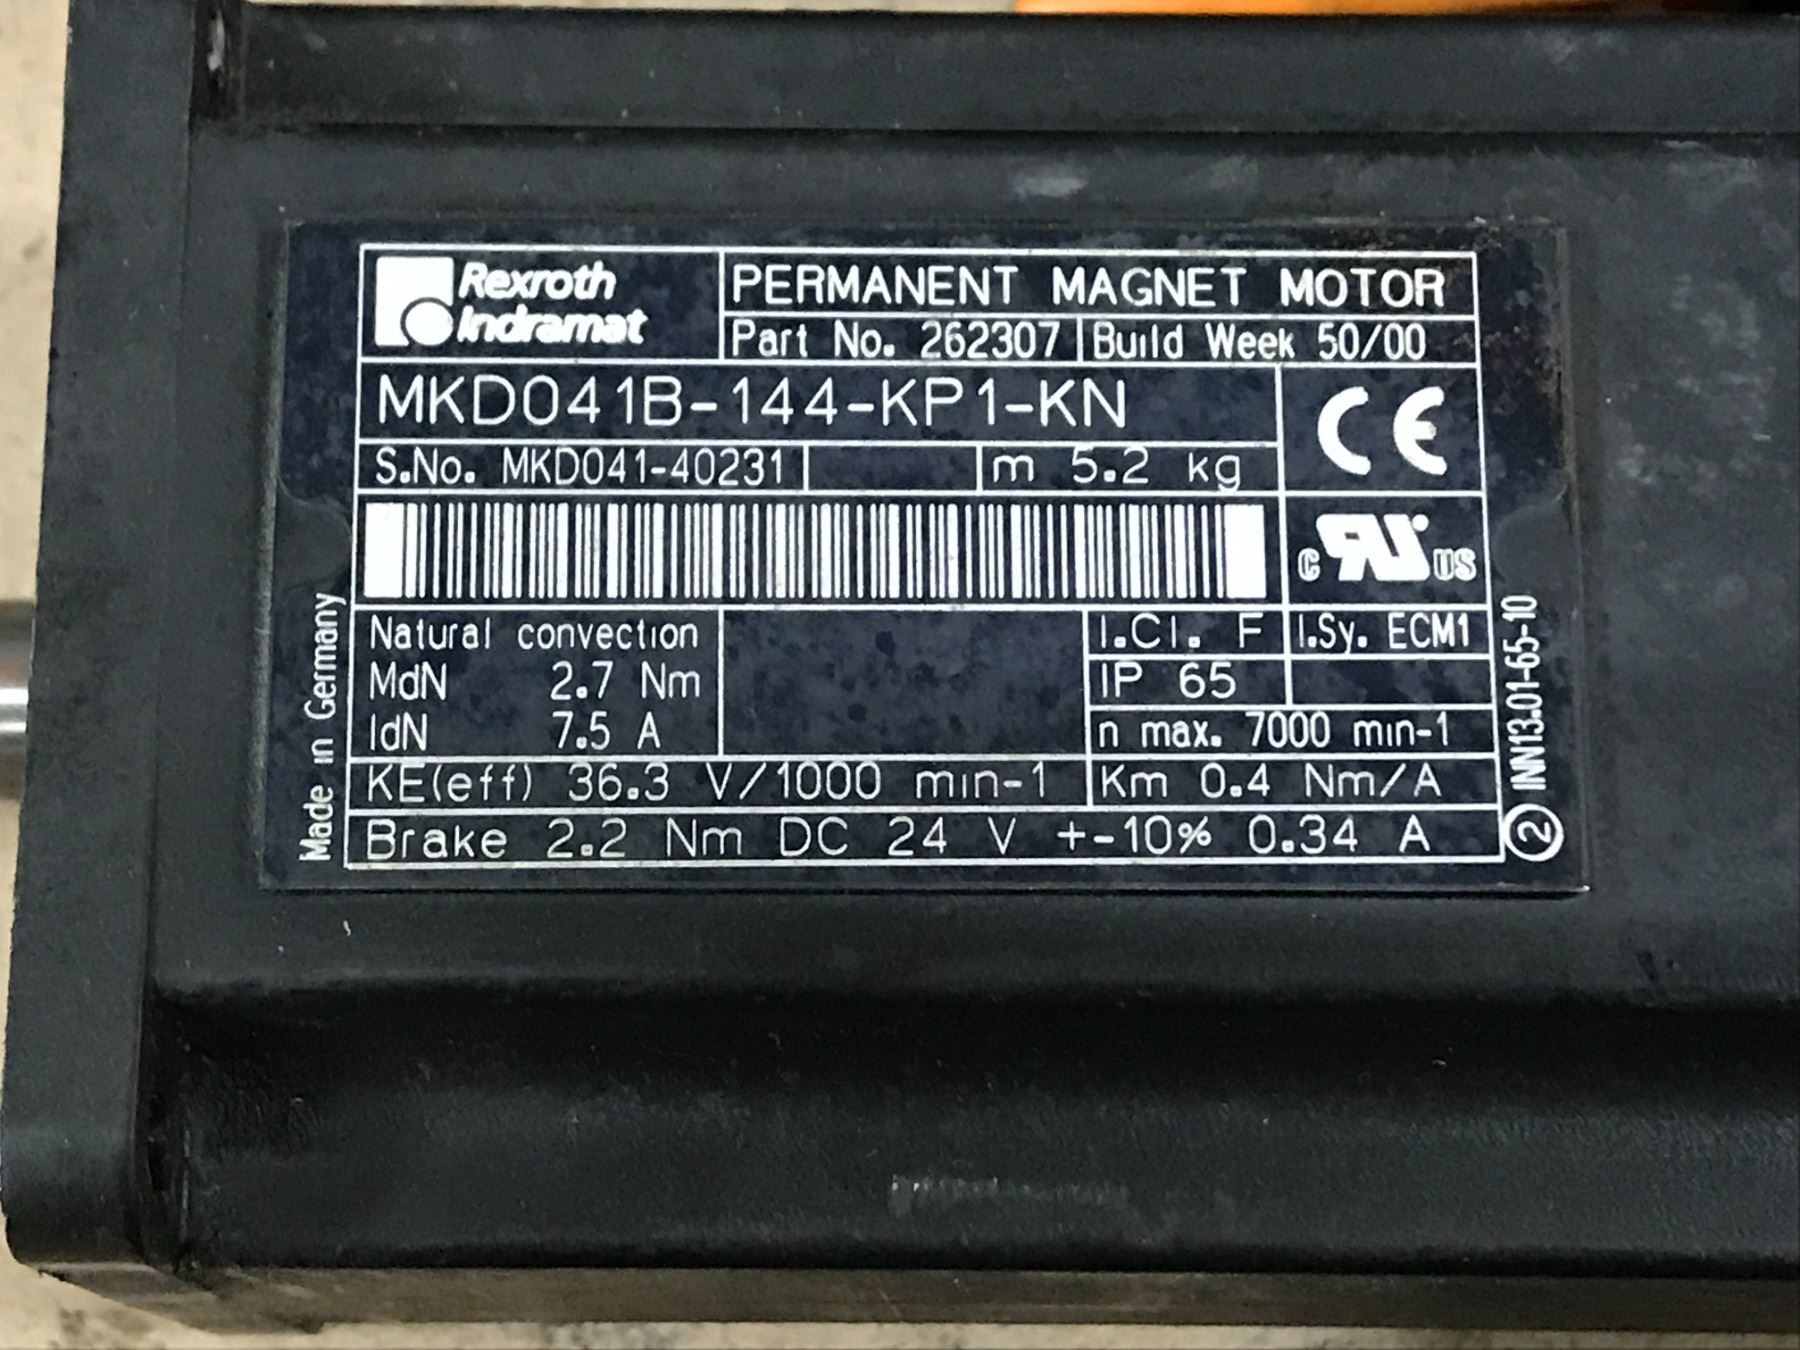 Rexroth
Indramat
PERMANENT MAGNET MOTOR
Part No. 262307 Build Week 50/00
MKD041B-144-KP1-KN
CE
S.No. MKD041-40231 m 5.2 kg
c RU us
Natural convection
MdN 2.7 Nm
IdN 7.5 A
I.Cl. F I.Sy. ECM1
IP 65
n max. 7000 min-1
KE(eff) 36.3 V/1000 min-1 Km 0.4 Nm/A
Brake 2.2 Nm DC 24 V +-10% 0.34 A
Made in Germany
INN13.01-65-10
2